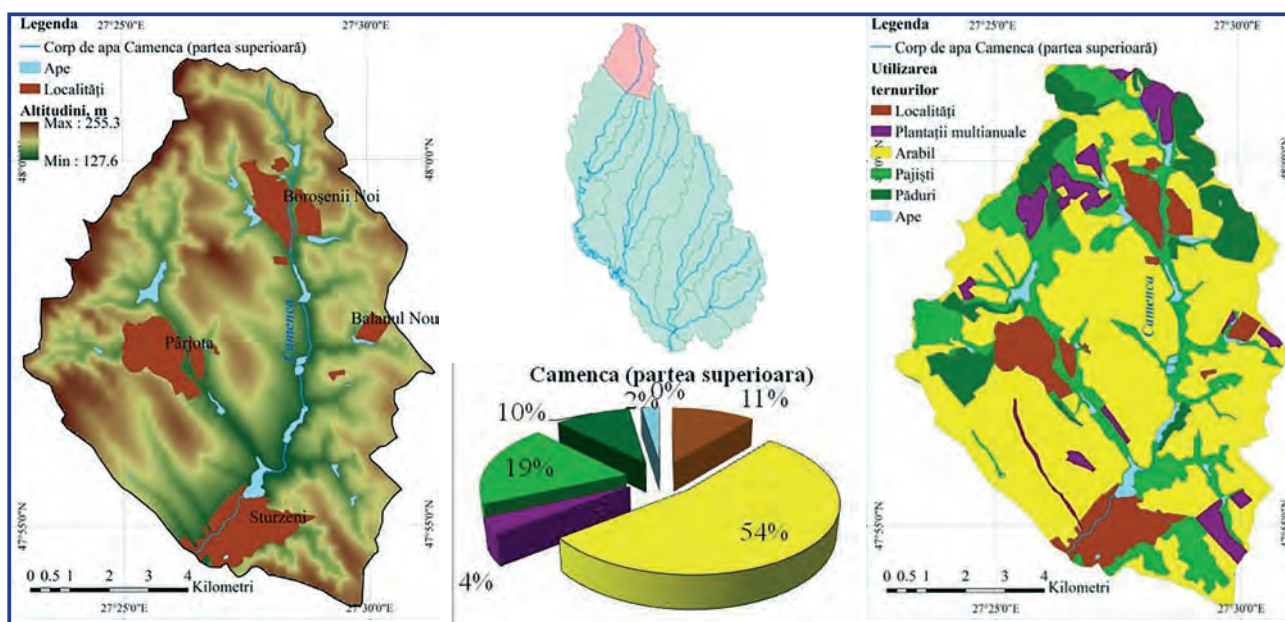 27°25'0"E
27°30'0"E
Legenda
Corp de apa Camenca (partea superioară)
Ape
Localități
Altitudini, m
Max : 255.3
Min : 127.6
48°0'0"N
Boroșenii Noi
Camenca
Balanul Nou
Pârjota
Sturzeni
47°55'0"N
0 0.5 1 2 3 4
Kilometri
27°25'0"E
27°30'0"E
Camenca (partea superioara)
0%
2%
11%
10%
19%
54%
4%
27°25'0"E
27°30'0"E
Legenda
Corp de apa Camenca (partea superioară)
Utilizarea
ternurilor
Localități
Plantații multianuale
Arabil
Pajiști
Păduri
Ape
48°0'0"N
Camenca
47°55'0"N
0 0.5 1 2 3 4
Kilometri
27°25'0"E
27°30'0"E